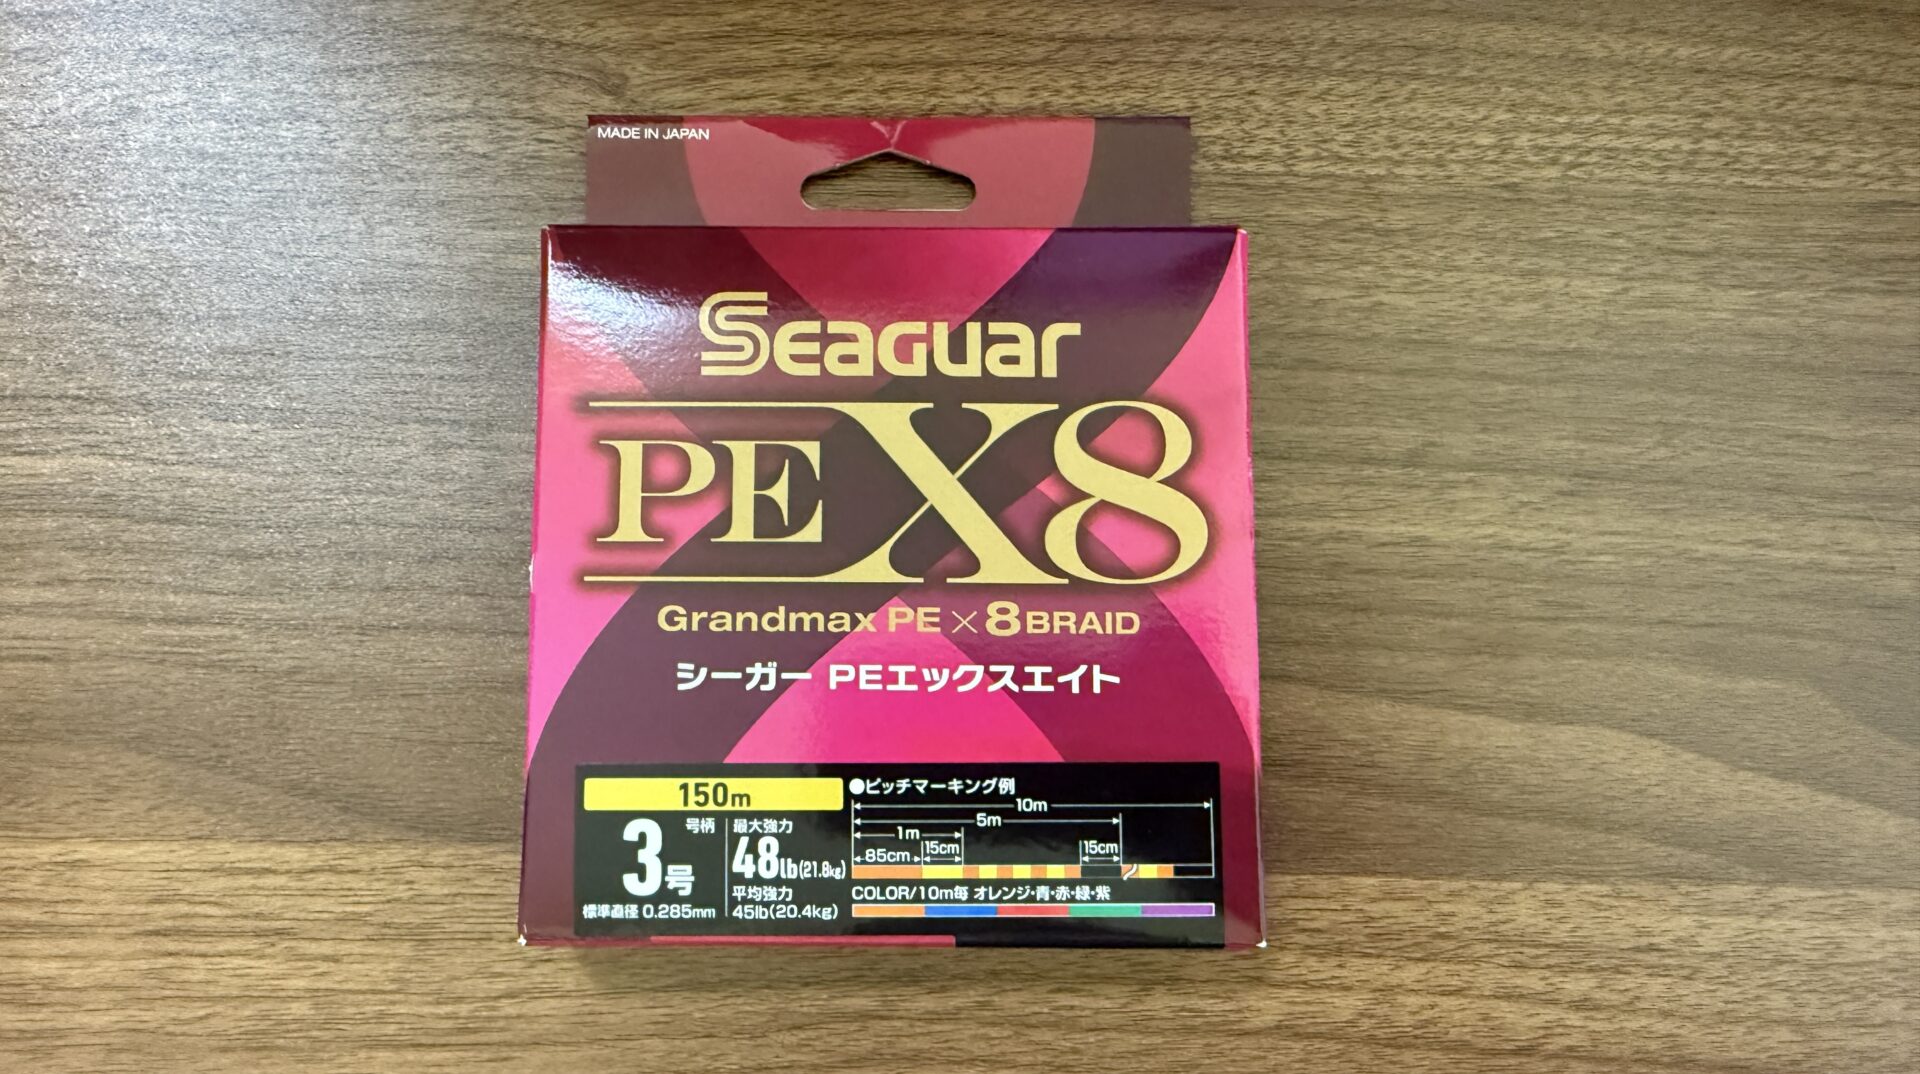 MADE IN JAPAN
SEAGUAR
PE X8
Grandmax PE × 8 BRAID
シーガー PEエックスエイト
150m
3号
号柄
標準直径 0.285mm
最大強力
48lb(21.8kg)
平均強力
45lb(20.4kg)
●ピッチマーキング例
10m
5m
1m
85cm
15cm
15cm
COLOR/10m毎 オレンジ・青・赤・緑・紫